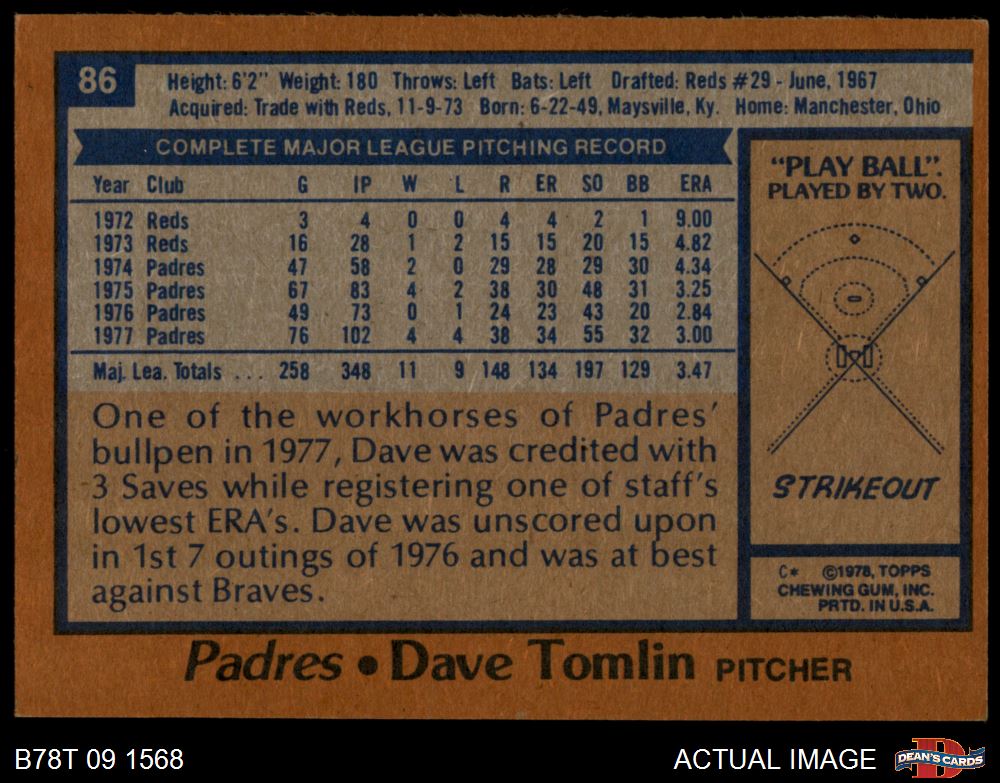 86
Height: 6'2" Weight: 180 Throws: Left Bats: Left Drafted: Reds #29 - June, 1967
Acquired: Trade with Reds, 11-9-73 Born: 6-22-49, Maysville, Ky. Home: Manchester, Ohio
COMPLETE MAJOR LEAGUE PITCHING RECORD
Year Club G IP W L R ER SO BB ERA
1972 Reds 3 4 0 0 4 4 2 1 9.00
1973 Reds 16 28 1 2 15 15 20 15 4.82
1974 Padres 47 58 2 0 29 28 29 30 4.34
1975 Padres 67 83 4 2 38 30 48 31 3.25
1976 Padres 49 73 0 1 24 23 43 20 2.84
1977 Padres 76 102 4 4 38 34 55 32 3.00
Maj. Lea. Totals ... 258 348 11 9 148 134 197 129 3.47
One of the workhorses of Padres'
bullpen in 1977, Dave was credited with
3 Saves while registering one of staff's
lowest ERA's. Dave was unscored upon
in 1st 7 outings of 1976 and was at best
against Braves.
"PLAY BALL".
PLAYED BY TWO.
STRIKEOUT
C* ©1978, TOPPS
CHEWING GUM, INC.
PRTD. IN U.S.A.
Padres • Dave Tomlin PITCHER
B78T 09 1568
ACTUAL IMAGE
D
DEAN'S CARDS